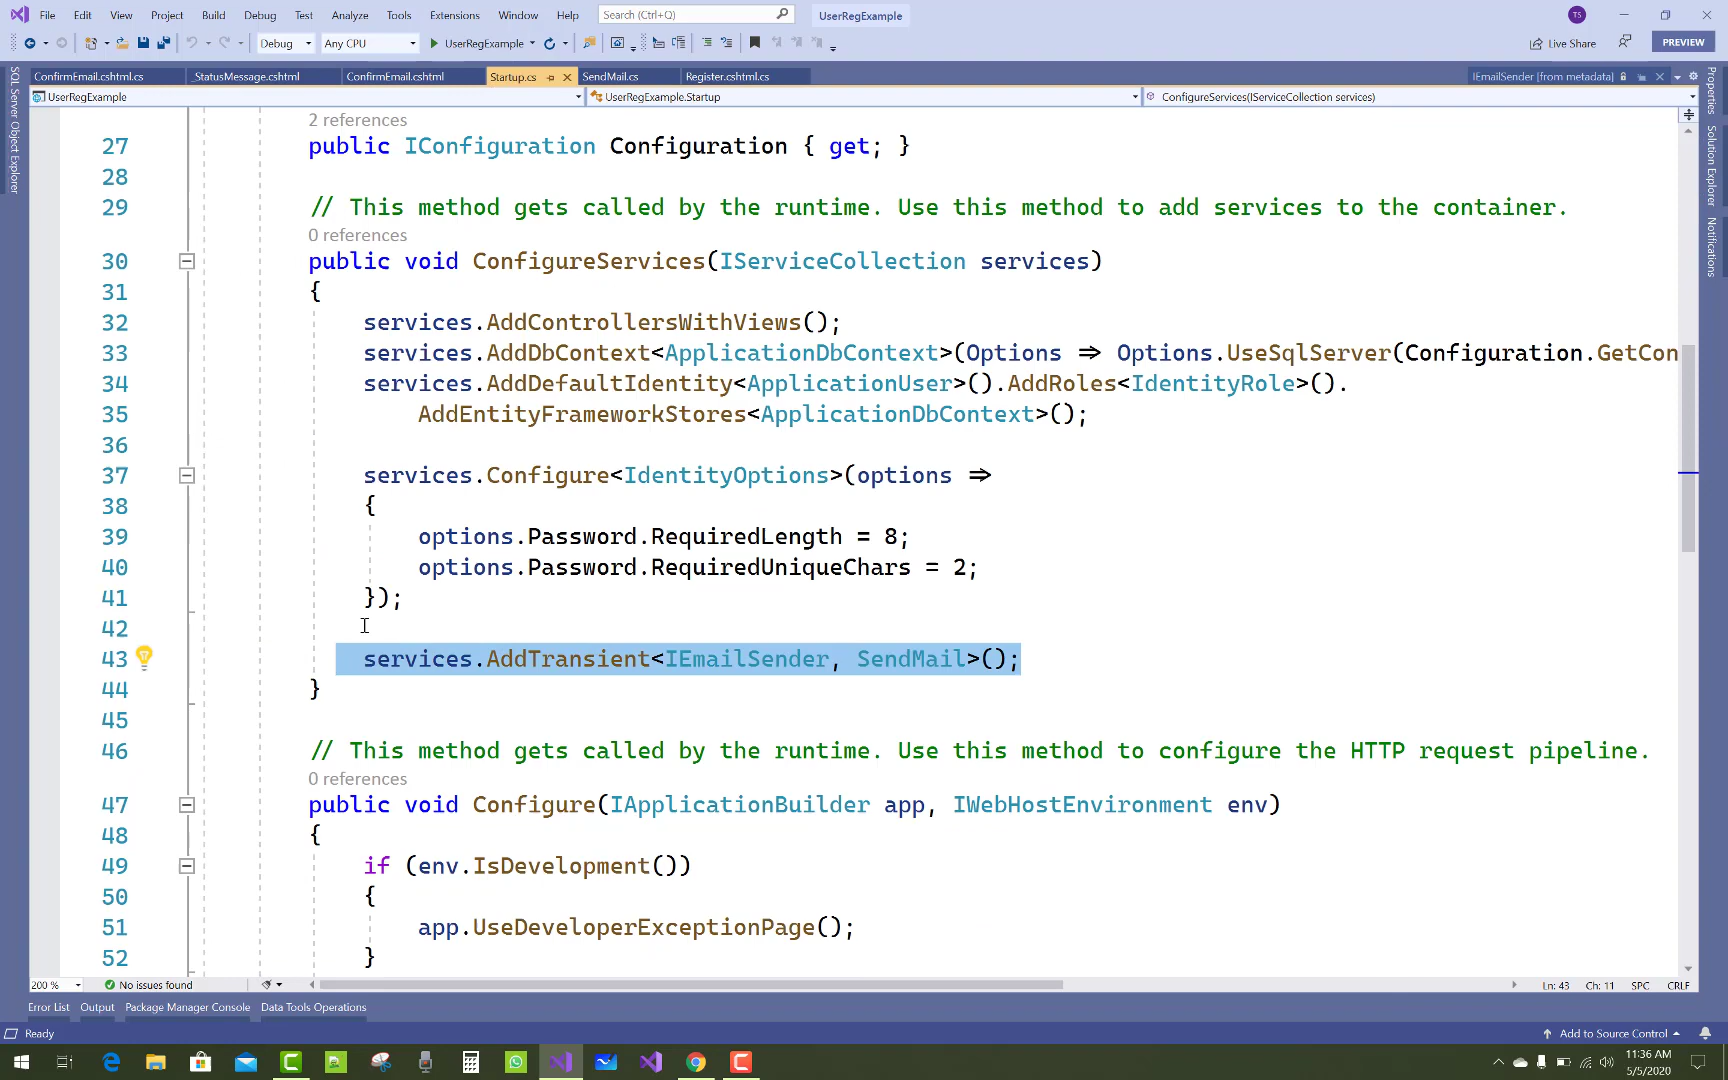 File Edit View Project Build Debug Test Analyze Tools Extensions Window Help Search (Ctrl+Q) UserRegExample TS
Debug Any CPU UserRegExample Live Share PREVIEW
ConfirmEmail.cshtml.cs _StatusMessage.cshtml ConfirmEmail.cshtml Startup.cs SendMail.cs Register.cshtml.cs IEmailSender [from metadata]
UserRegExample UserRegExample.Startup ConfigureServices(IServiceCollection services)
SQL Server Object Explorer
Properties
Solution Explorer
Notifications
2 references
27 public IConfiguration Configuration { get; }
28
29 // This method gets called by the runtime. Use this method to add services to the container.
0 references
30 public void ConfigureServices(IServiceCollection services)
31 {
32 services.AddControllersWithViews();
33 services.AddDbContext<ApplicationDbContext>(Options => Options.UseSqlServer(Configuration.GetCon
34 services.AddDefaultIdentity<ApplicationUser>().AddRoles<IdentityRole>().
35 AddEntityFrameworkStores<ApplicationDbContext>();
36
37 services.Configure<IdentityOptions>(options =>
38 {
39 options.Password.RequiredLength = 8;
40 options.Password.RequiredUniqueChars = 2;
41 });
42
43 services.AddTransient<IEmailSender, SendMail>();
44 }
45
46 // This method gets called by the runtime. Use this method to configure the HTTP request pipeline.
0 references
47 public void Configure(IApplicationBuilder app, IWebHostEnvironment env)
48 {
49 if (env.IsDevelopment())
50 {
51 app.UseDeveloperExceptionPage();
52 }
200 % No issues found Ln: 43 Ch: 11 SPC CRLF
Error List Output Package Manager Console Data Tools Operations
Ready Add to Source Control
11:36 AM
5/5/2020